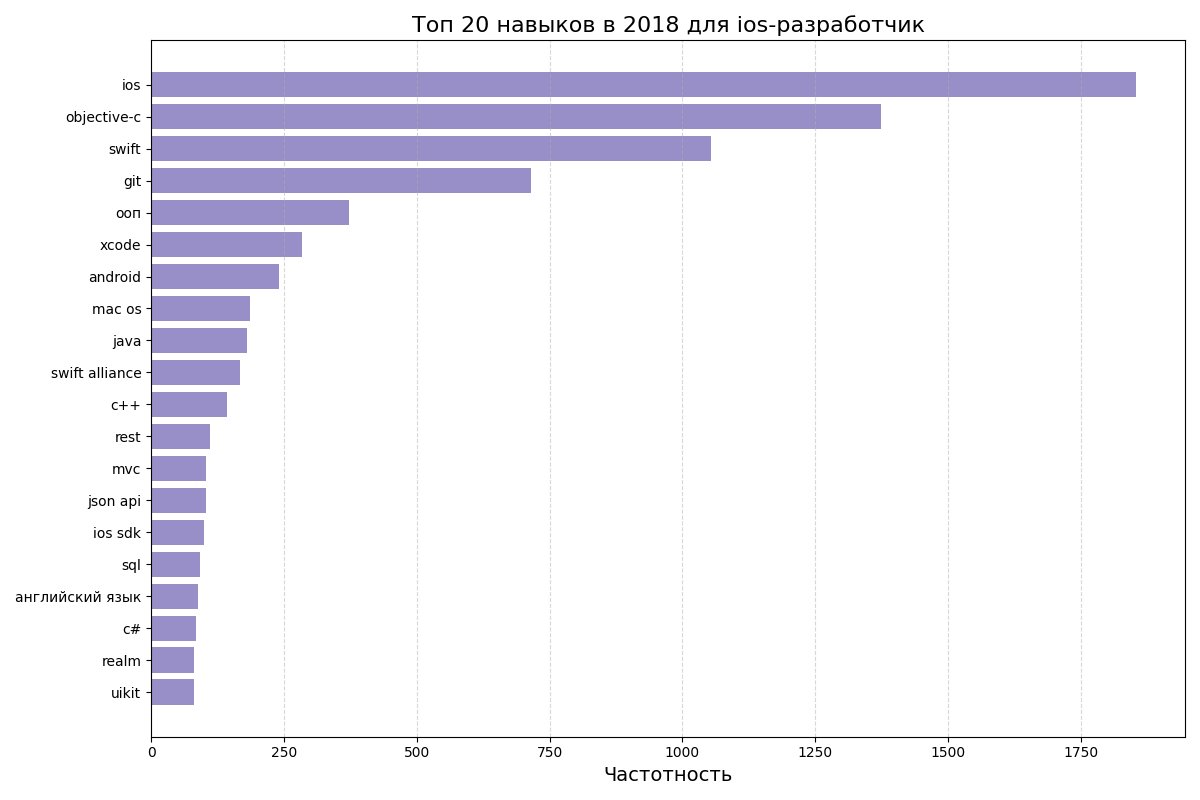 Топ 20 навыков в 2018 для ios-разработчик
ios
objective-c
swift
git
ооп
xcode
android
mac os
java
swift alliance
c++
rest
mvc
json api
ios sdk
sql
английский язык
c#
realm
uikit
0 250 500 750 1000 1250 1500 1750
Частотность